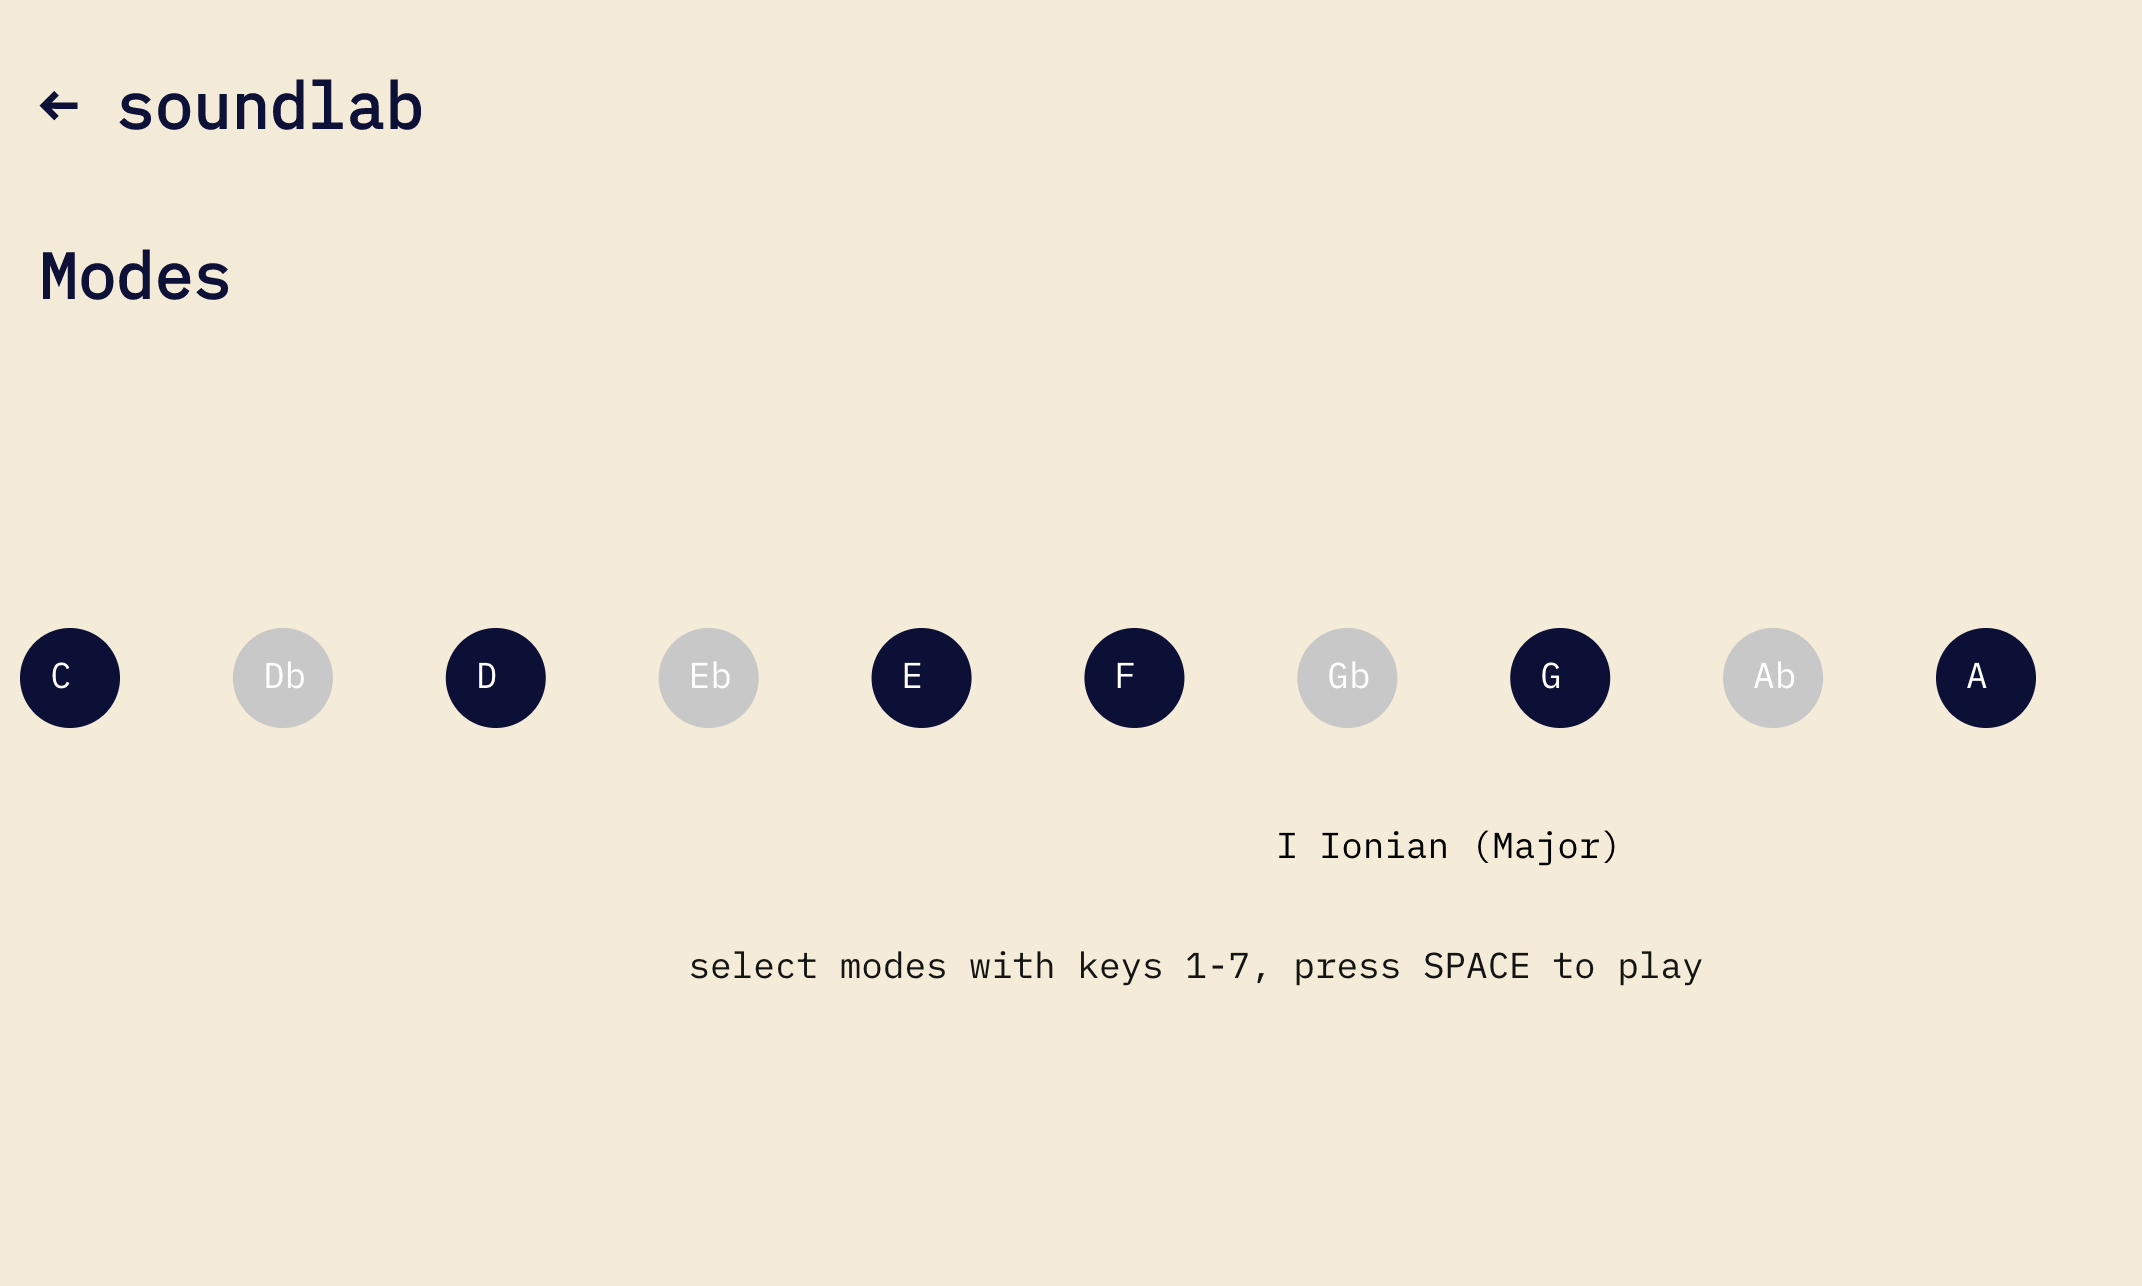 ← soundlab
Modes
C Db D Eb E F Gb G Ab A
I Ionian (Major)
select modes with keys 1-7, press SPACE to play